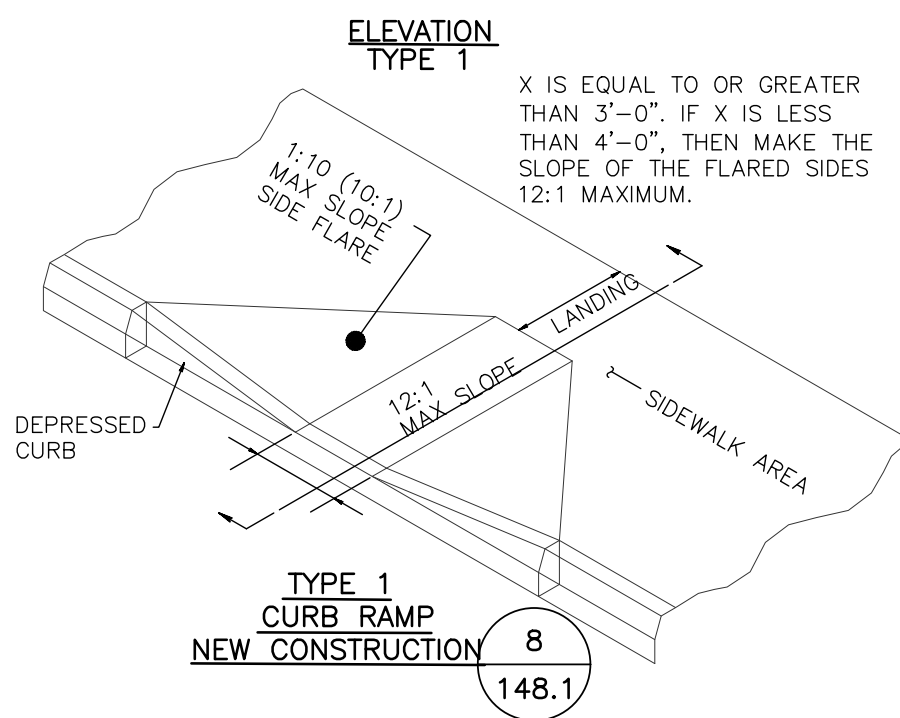 ELEVATION
TYPE 1
X IS EQUAL TO OR GREATER
THAN 3'-0". IF X IS LESS
THAN 4'-0", THEN MAKE THE
SLOPE OF THE FLARED SIDES
12:1 MAXIMUM.
1:10 (10:1)
MAX SLOPE
SIDE FLARE
LANDING
12:1
MAX SLOPE
SIDEWALK AREA
DEPRESSED
CURB
TYPE 1
CURB RAMP
NEW CONSTRUCTION
8
148.1